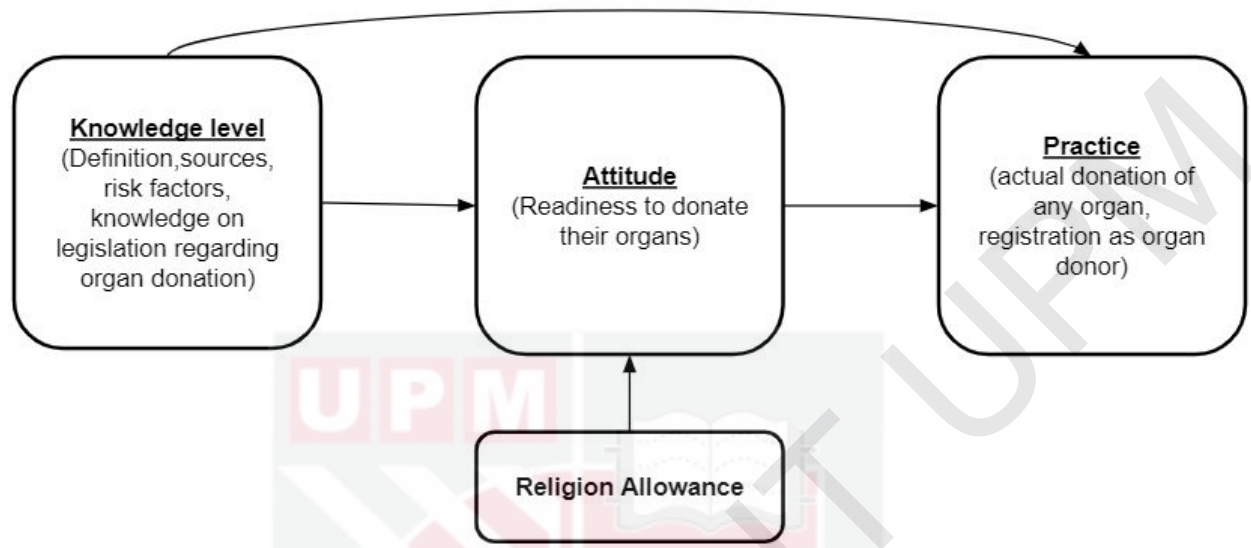 Knowledge level
(Definition,sources,
risk factors,
knowledge on
legislation regarding
organ donation)
Attitude
(Readiness to donate
their organs)
Practice
(actual donation of
any organ,
registration as organ
donor)
Religion Allowance
UPM
T UPM